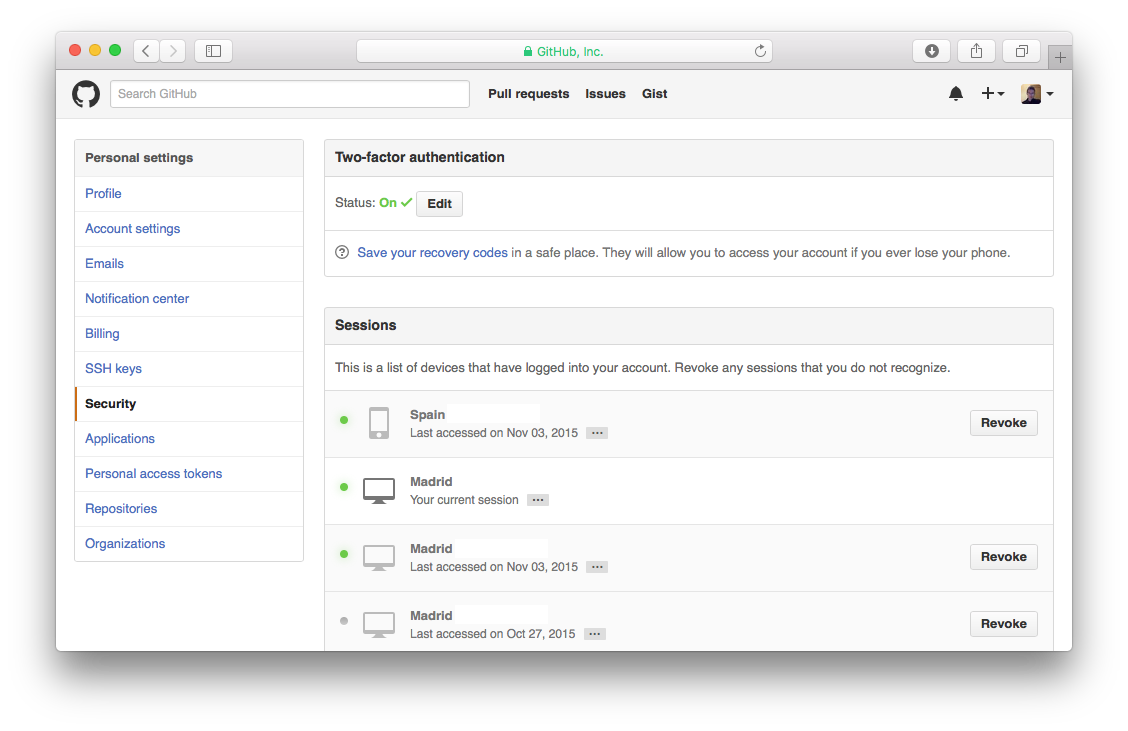 GitHub, Inc.
Search GitHub
Pull requests Issues Gist
Personal settings
Profile
Account settings
Emails
Notification center
Billing
SSH keys
Security
Applications
Personal access tokens
Repositories
Organizations
Two-factor authentication
Status: On ✓ Edit
Save your recovery codes in a safe place. They will allow you to access your account if you ever lose your phone.
Sessions
This is a list of devices that have logged into your account. Revoke any sessions that you do not recognize.
Spain
Last accessed on Nov 03, 2015 ...
Revoke
Madrid
Your current session ...
Madrid
Last accessed on Nov 03, 2015 ...
Revoke
Madrid
Last accessed on Oct 27, 2015 ...
Revoke